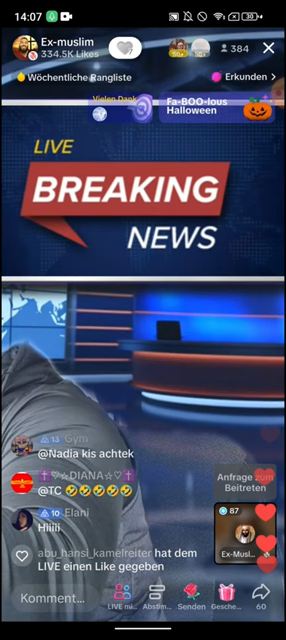 14:07
30
Ex-muslim
334.5K Likes
384
Wöchentliche Rangliste
Erkunden >
Vielen Dank
Fa-BOO-lous
Halloween
LIVE
BREAKING
NEWS
13 Gym
@Nadia kis achtek
✝️♡☆DIANA☆♡✝️
@TC 🤣🤣🤣🤣🤣
10 Elani
Hiiiii
Anfrage zum
Beitreten
87
Ex-Musl...
abu_hansi_kamelreiter hat dem
LIVE einen Like gegeben
Komment...
LIVE mi...
Abstim...
Senden
Gesche...
60